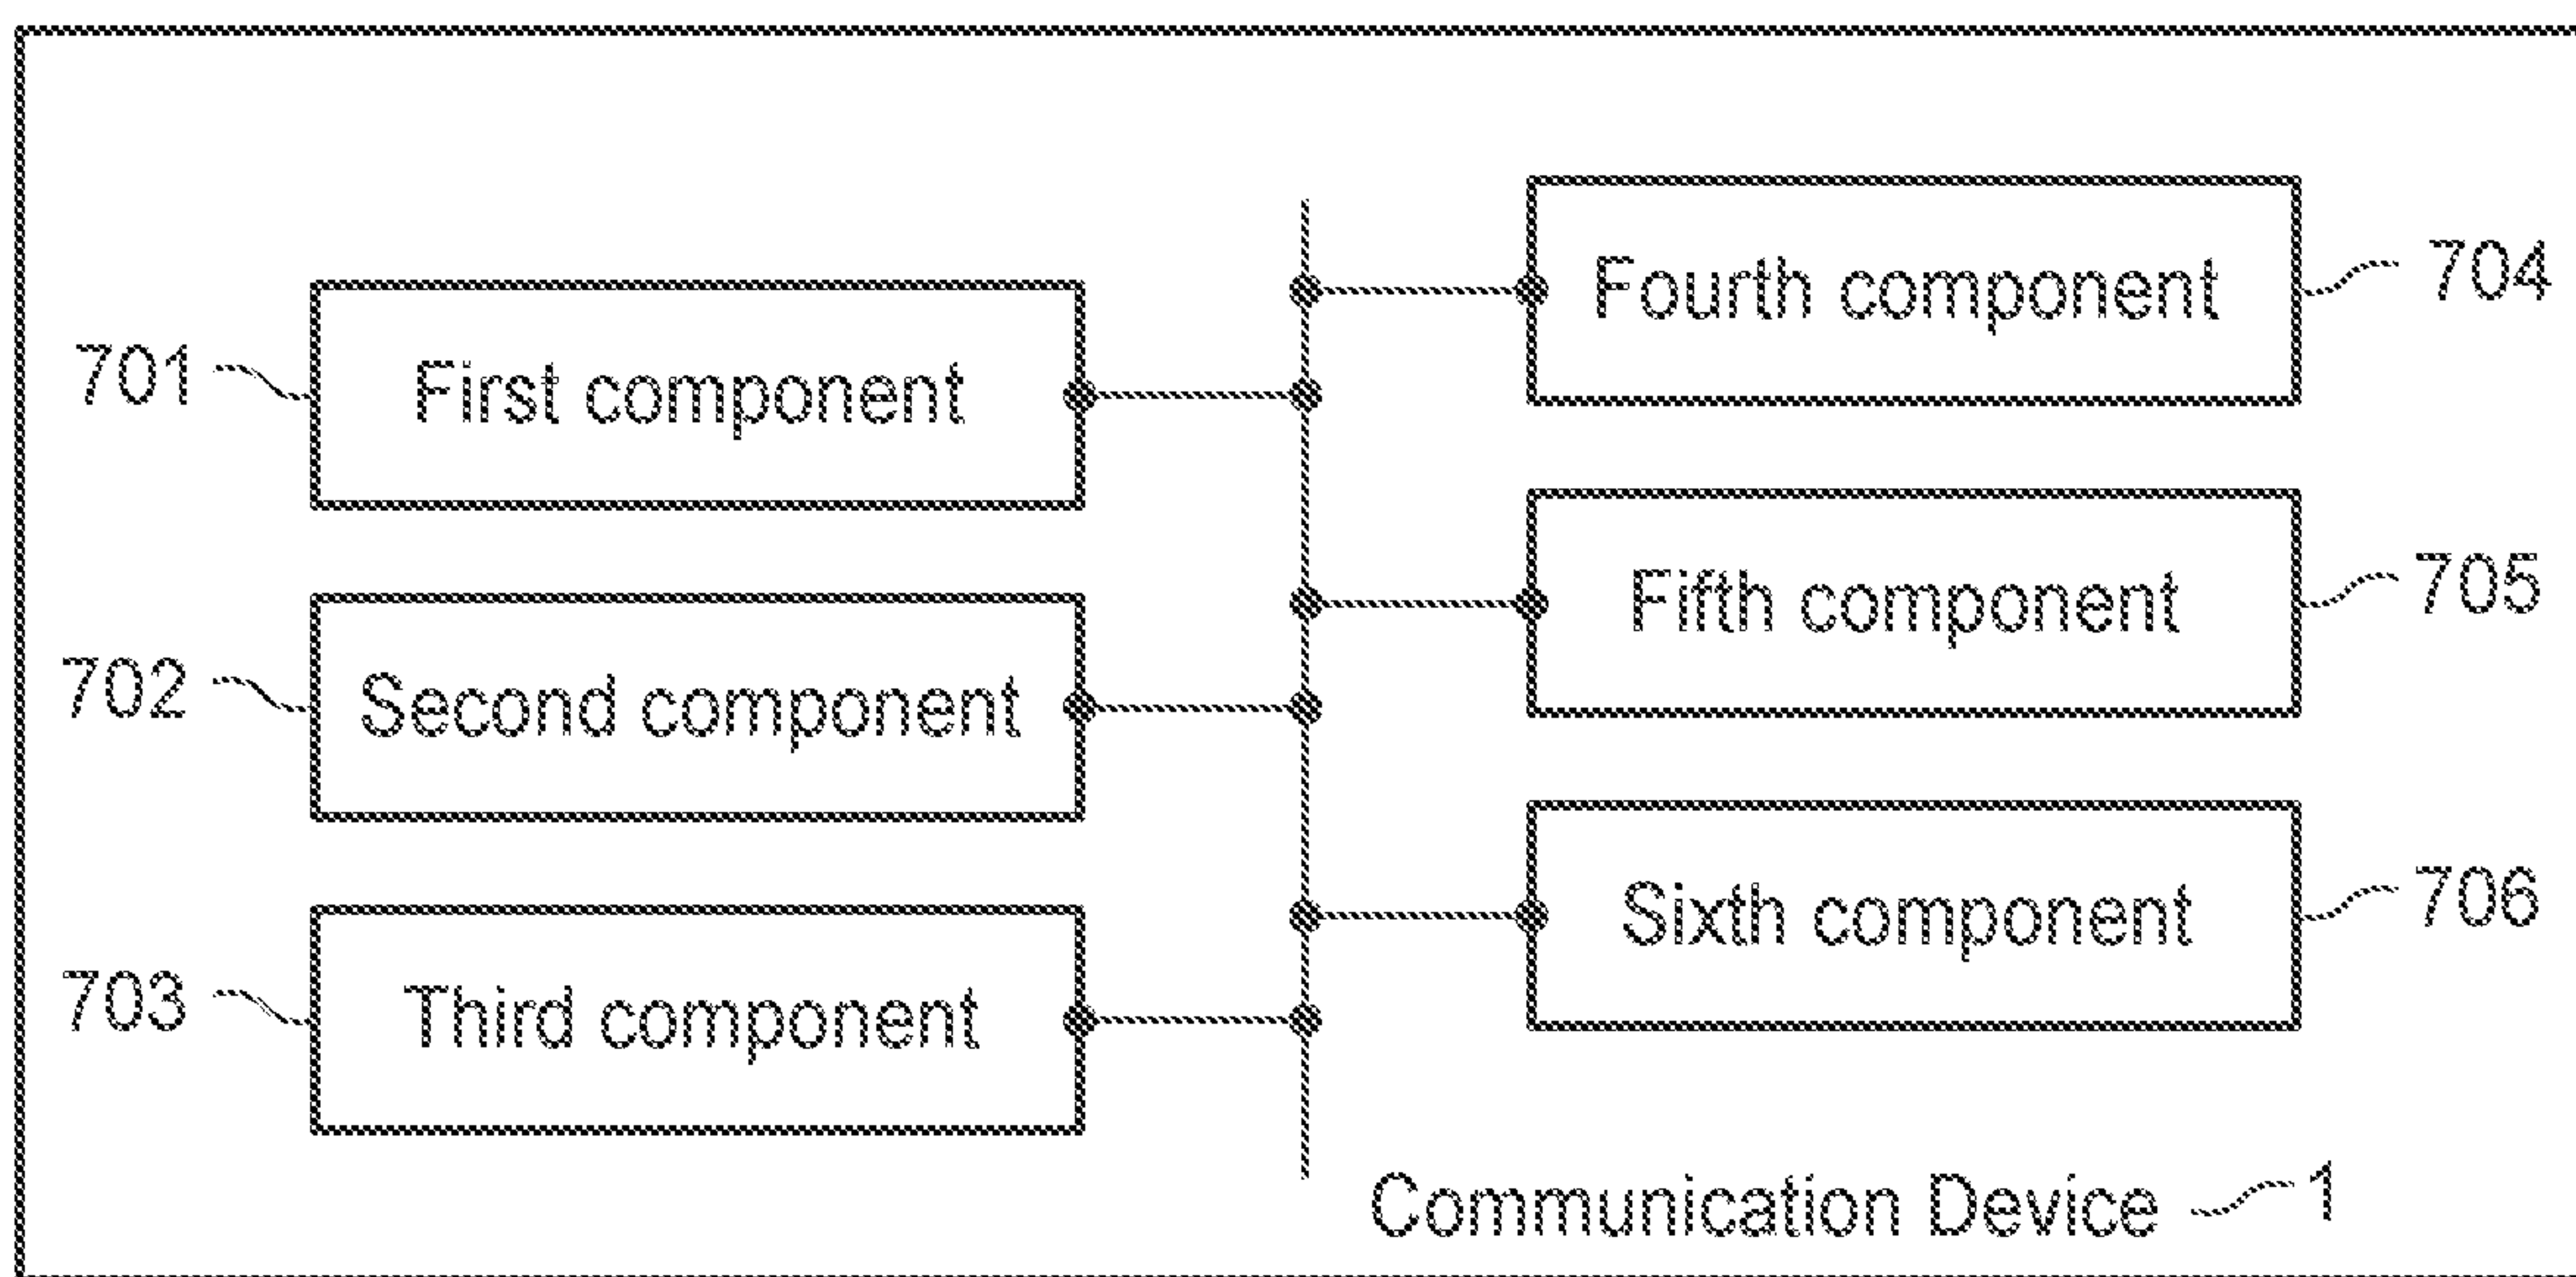 701 First component
702 Second component
703 Third component
Fourth component 704
Fifth component 705
Sixth component 706
Communication Device 1